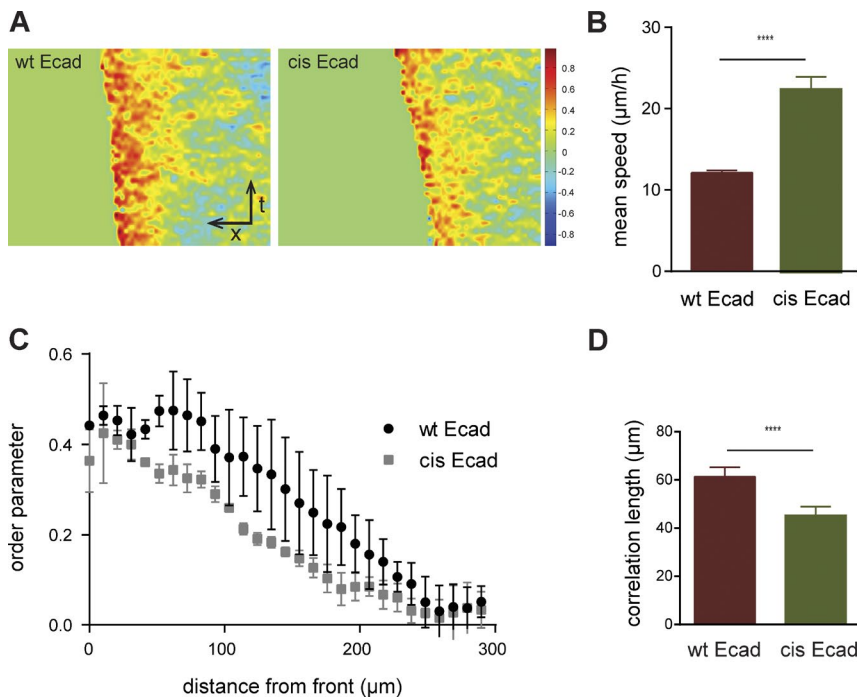 A
wt Ecad
cis Ecad
t
x
0.8
0.6
0.4
0.2
0
-0.2
-0.4
-0.6
-0.8
B
mean speed (μm/h)
30
20
10
0
****
wt Ecad
cis Ecad
C
order parameter
0.6
0.4
0.2
0.0
wt Ecad
cis Ecad
0
100
200
300
distance from front (μm)
D
correlation length (μm)
80
60
40
20
0
****
wt Ecad
cis Ecad